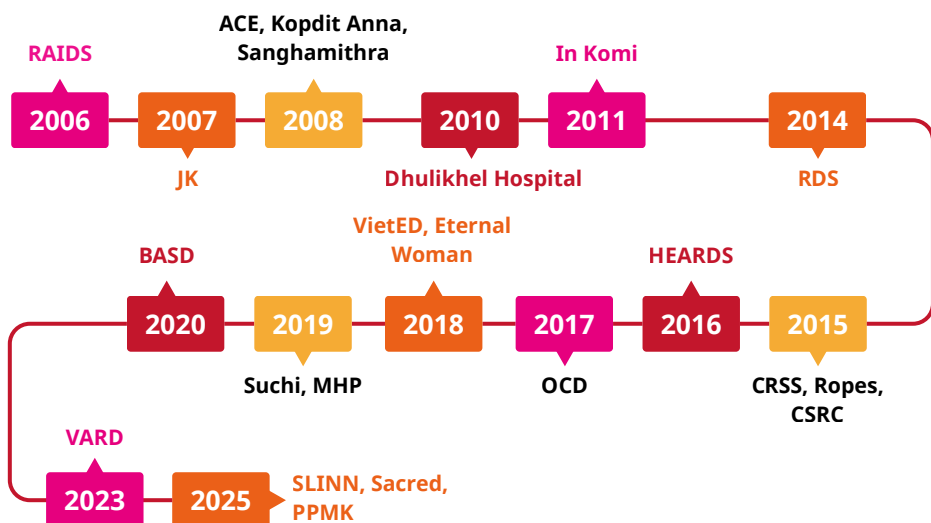 RAIDS
2006
2007
JK
ACE, Kopdit Anna,
Sanghamithra
2008
2010
Dhulikhel Hospital
In Komi
2011
2014
RDS
2015
CRSS, Ropes,
CSRC
HEARDS
2016
2017
OCD
VietED, Eternal
Woman
2018
2019
Suchi, MHP
BASD
2020
VARD
2023
2025
SLINN, Sacred,
PPMK